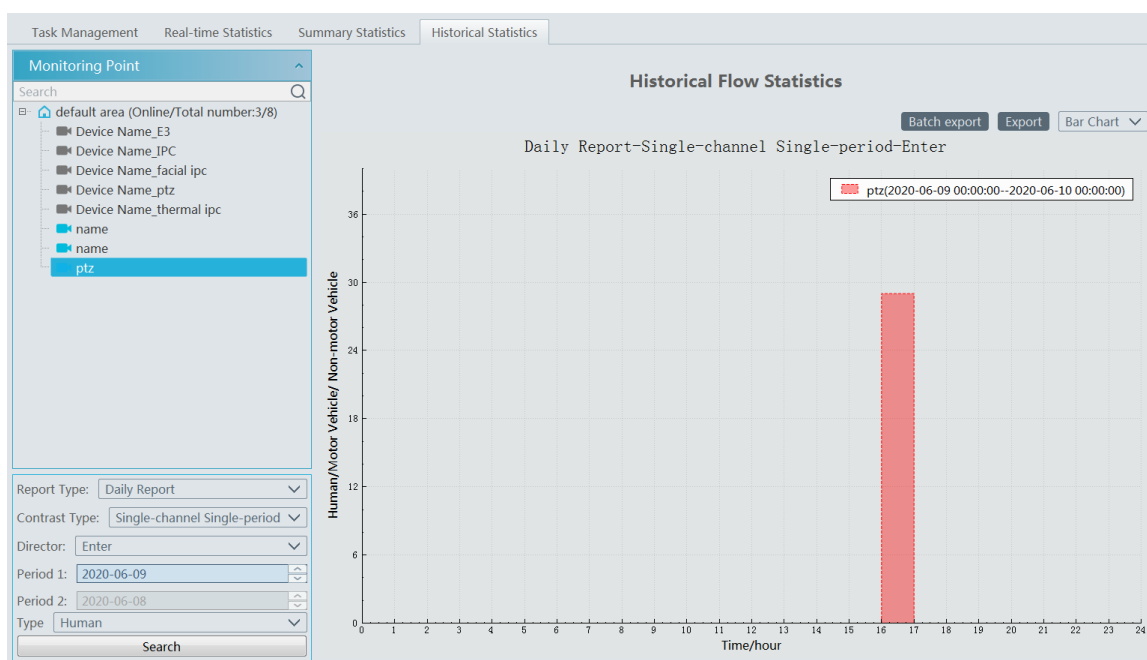 Task Management Real-time Statistics Summary Statistics Historical Statistics
Monitoring Point
Search
default area (Online/Total number:3/8)
Device Name_E3
Device Name_IPC
Device Name_facial ipc
Device Name_ptz
Device Name_thermal ipc
name
name
ptz
Report Type: Daily Report
Contrast Type: Single-channel Single-period
Director: Enter
Period 1: 2020-06-09
Period 2: 2020-06-08
Type Human
Search
Historical Flow Statistics
Batch export Export Bar Chart
Daily Report-Single-channel Single-period-Enter
ptz(2020-06-09 00:00:00--2020-06-10 00:00:00)
Human/Motor Vehicle/ Non-motor Vehicle
36
30
24
18
12
6
0
0 1 2 3 4 5 6 7 8 9 10 11 12 13 14 15 16 17 18 19 20 21 22 23 24
Time/hour